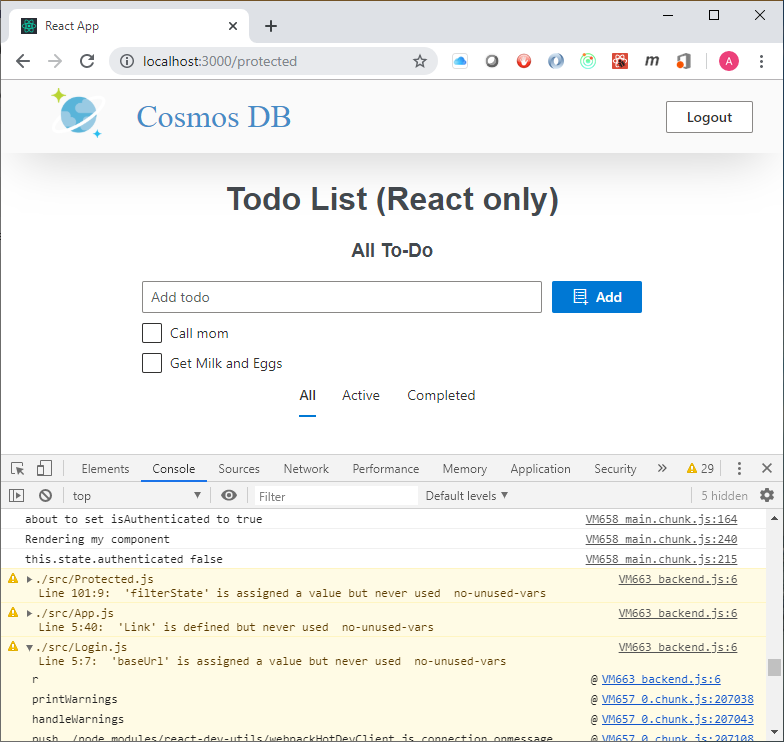 React App
localhost:3000/protected
m
A
Cosmos DB
Logout
Todo List (React only)
All To-Do
Add todo
Add
Call mom
Get Milk and Eggs
All Active Completed
Elements Console Sources Network Performance Memory Application Security » 29
top Filter Default levels ▼ 5 hidden
about to set isAuthenticated to true VM658 main.chunk.js:164
Rendering my component VM658 main.chunk.js:240
this.state.authenticated false VM658 main.chunk.js:215
./src/Protected.js VM663 backend.js:6
Line 101:9: 'filterState' is assigned a value but never used no-unused-vars
./src/App.js VM663 backend.js:6
Line 5:40: 'Link' is defined but never used no-unused-vars
./src/Login.js VM663 backend.js:6
Line 5:7: 'baseUrl' is assigned a value but never used no-unused-vars
r @ VM663 backend.js:6
printWarnings @ VM657 0.chunk.js:207038
handleWarnings @ VM657 0.chunk.js:207043
push../node_modules/react-dev-utils/webpackHotDevClient.js.connection.onmessage @ VM657 0.chunk.js:207108